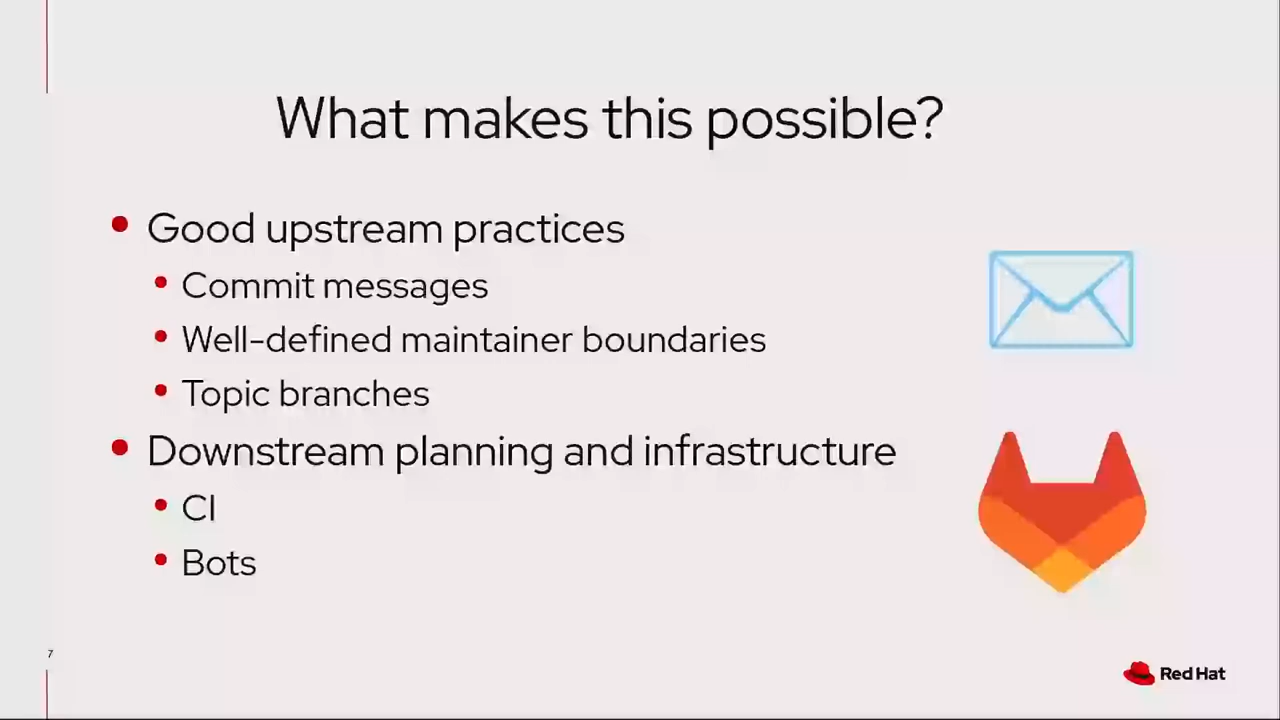 What makes this possible?
Good upstream practices
Commit messages
Well-defined maintainer boundaries
Topic branches
Downstream planning and infrastructure
CI
Bots
7
Red Hat